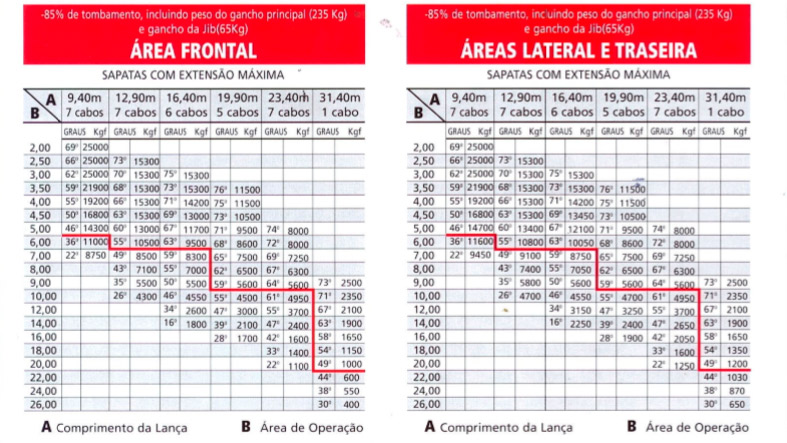 -85% de tombamento, incluindo peso do gancho principal (235 Kg)
e gancho da Jib(65Kg)
ÁREA FRONTAL
SAPATAS COM EXTENSÃO MÁXIMA
A 9,40m 12,90m 16,40m 19,90m 23,40m 31,40m
B 7 cabos 7 cabos 6 cabos 5 cabos 7 cabos 1 cabo
GRAUS Kgf GRAUS Kgf GRAUS Kgf GRAUS Kgf GRAUS Kgf GRAUS Kgf
2,00 69° 25000
2,50 66° 25000 73° 15300
3,00 62° 25000 70° 15300 75° 15300
3,50 59° 21900 68° 15300 73° 15300 76° 11500
4,00 55° 19200 66° 15300 71° 14200 75° 11500
4,50 50° 16800 63° 15300 69° 13000 73° 10500
5,00 46° 14300 60° 13000 67° 11700 71° 9500 74° 8000
6,00 36° 11000 55° 10500 63° 9500 68° 8600 72° 8000
7,00 22° 8750 49° 8500 59° 8300 65° 7500 69° 7250
8,00 43° 7100 55° 7000 62° 6500 67° 6300
9,00 35° 5500 50° 5500 59° 5600 64° 5600 73° 2500
10,00 26° 4300 46° 4550 55° 4500 61° 4950 71° 2350
12,00 34° 2600 47° 3000 55° 3700 67° 2100
14,00 16° 1800 39° 2100 47° 2400 63° 1900
16,00 28° 1700 42° 1600 58° 1650
18,00 33° 1400 54° 1150
20,00 22° 1100 49° 1000
22,00 44° 600
24,00 38° 550
26,00 30° 400
A Comprimento da Lança B Área de Operação
-85% de tombamento, incluindo peso do gancho principal (235 Kg)
e gancho da Jib(65Kg)
ÁREAS LATERAL E TRASEIRA
SAPATAS COM EXTENSÃO MÁXIMA
A 9,40m 12,90m 16,40m 19,90m 23,40m 31,40m
B 7 cabos 7 cabos 6 cabos 5 cabos 7 cabos 1 cabo
GRAUS Kgf GRAUS Kgf GRAUS Kgf GRAUS Kgf GRAUS Kgf GRAUS Kgf
2,00 69° 25000
2,50 66° 25000 73° 15300
3,00 62° 25000 70° 15300 75° 15300
3,50 59° 21900 68° 15300 73° 15300 76° 11500
4,00 55° 19200 66° 15300 71° 14200 75° 11500
4,50 50° 16800 63° 15300 69° 13450 73° 10500
5,00 46° 14700 60° 13400 67° 12100 71° 9500 74° 8000
6,00 36° 11600 55° 10800 63° 10050 68° 8600 72° 8000
7,00 22° 9450 49° 9100 59° 8750 65° 7500 69° 7250
8,00 43° 7400 55° 7050 62° 6500 67° 6300
9,00 35° 5800 50° 5600 59° 5600 64° 5600 73° 2500
10,00 26° 4700 46° 4550 55° 4700 61° 4950 71° 2350
12,00 34° 3150 47° 3250 55° 3700 67° 2100
14,00 16° 2250 39° 2400 47° 2650 63° 1900
16,00 28° 1900 42° 2050 58° 1650
18,00 33° 1600 54° 1350
20,00 22° 1250 49° 1200
22,00 44° 1030
24,00 38° 870
26,00 30° 650
A Comprimento da Lança B Área de Operação